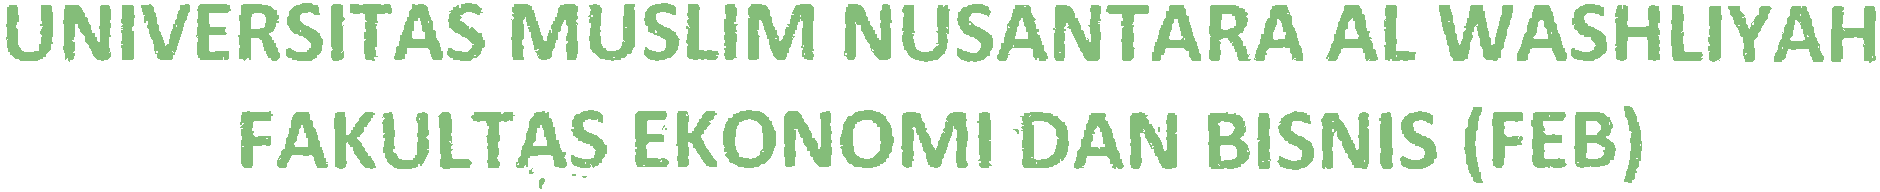 UNIVERSITAS MUSLIM NUSANTARA AL WASHLIYAH
FAKULTAS EKONOMI DAN BISNIS (FEB)